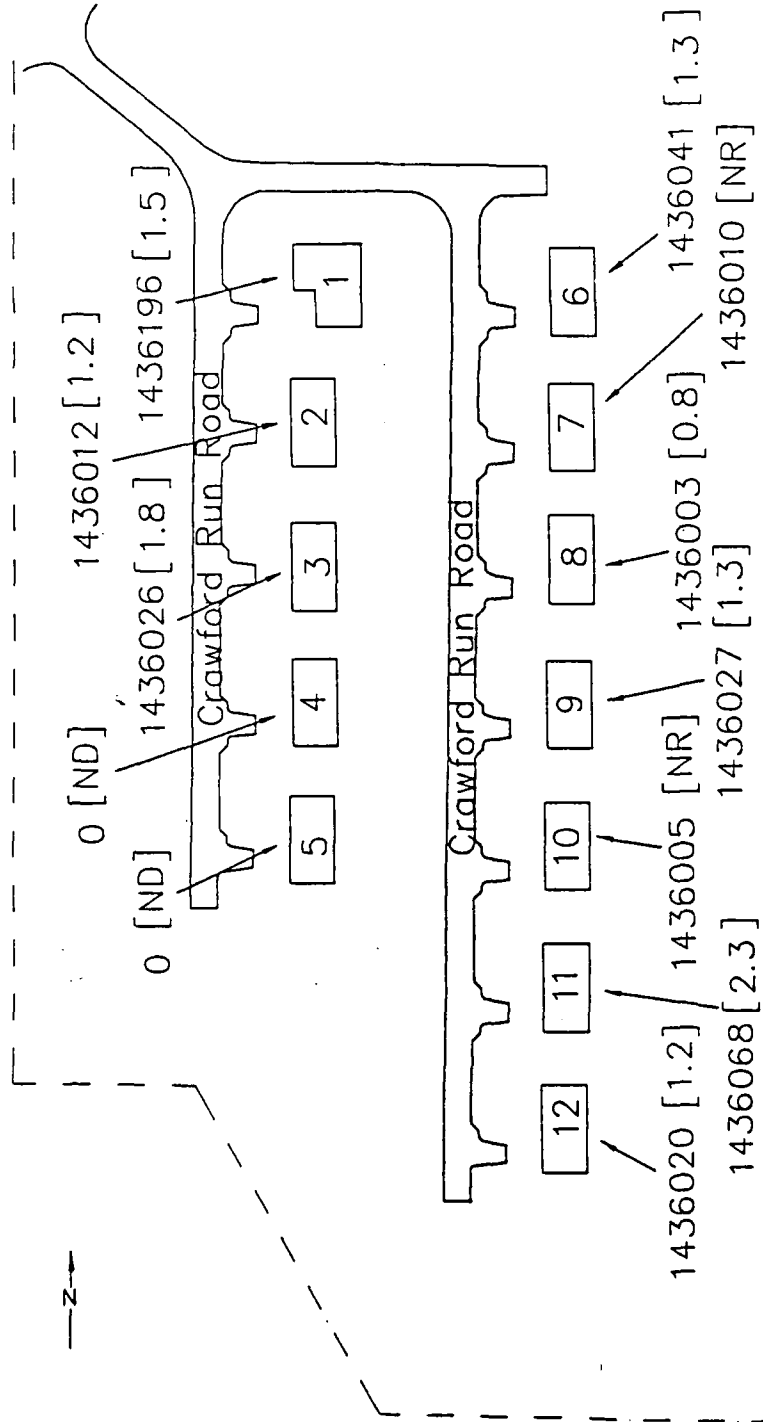 0 [ND]
1436012 [1.2]
0 [ND]
1436026 [1.8]
1436196 [1.5]
Crawford Run Road
5
4
3
2
1
Crawford Run Road
12
11
10
9
8
7
6
1436020 [1.2]
1436005 [NR]
1436003 [0.8]
1436041 [1.3]
1436068 [2.3]
1436027 [1.3]
1436010 [NR]
N